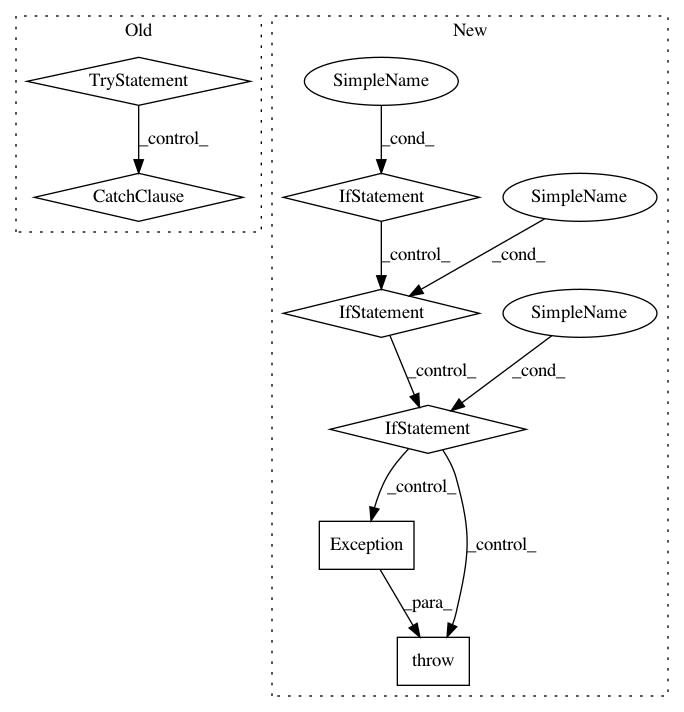 Old
TryStatement
_control_
CatchClause
New
SimpleName
_cond_
IfStatement
SimpleName
_control_
_cond_
IfStatement
SimpleName
_control_
_cond_
IfStatement
_control_
Exception
_control_
_para_
throw